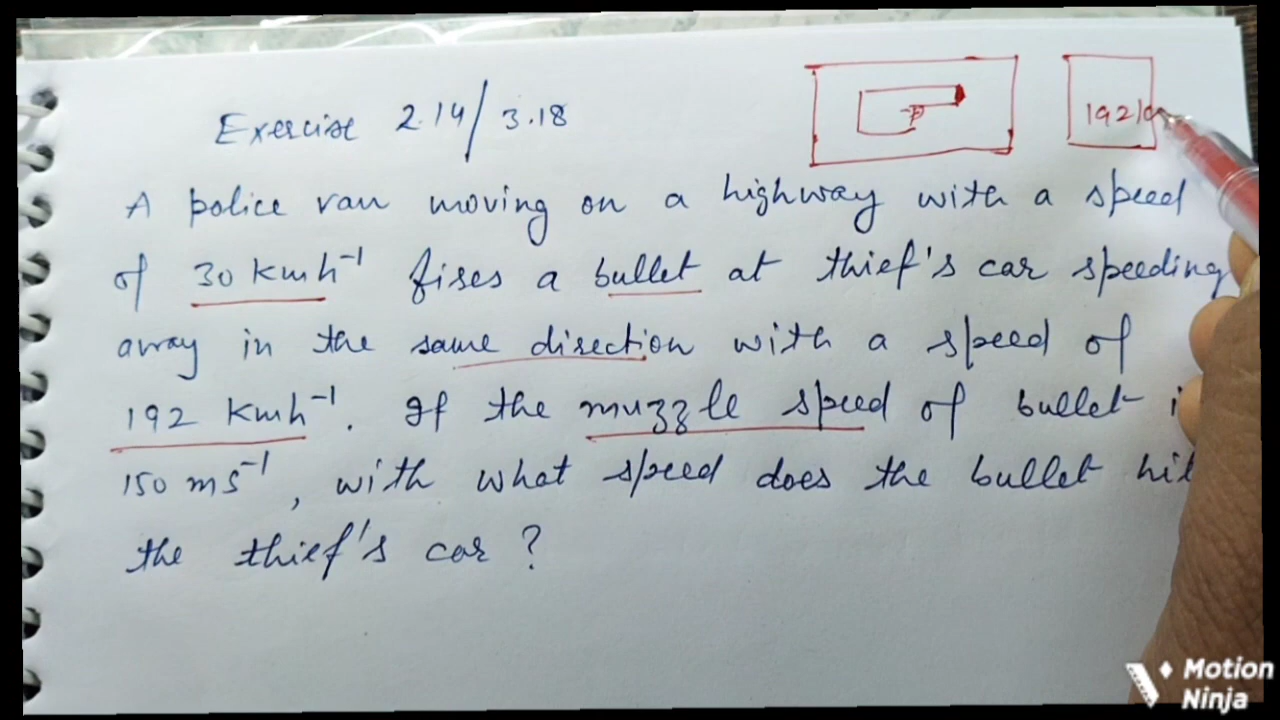 Exercise 2.14/3.18
192
A police van moving on a highway with a speed
of 30 Kmh⁻¹ fires a bullet at thief's car speeding
away in the same direction with a speed of
192 Kmh⁻¹. If the muzzle speed of bullet
150 ms⁻¹, with what speed does the bullet hit
the thief's car ?
Motion
Ninja